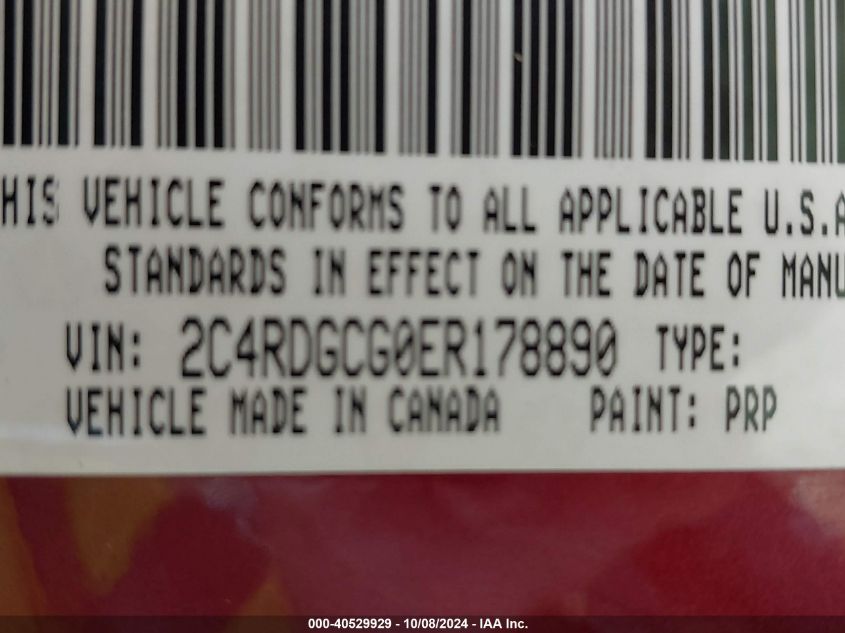 HIS VEHICLE CONFORMS TO ALL APPLICABLE U.S.A
STANDARDS IN EFFECT ON THE DATE OF MANU
VIN: 2C4RDGCG0ER178890 TYPE:
VEHICLE MADE IN CANADA PAINT: PRP
000-40529929 - 10/08/2024 - IAA Inc.